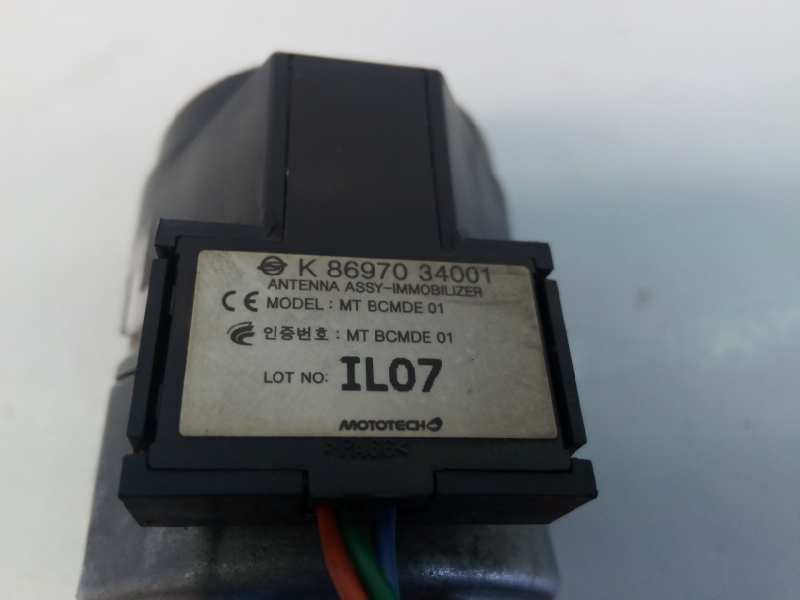 K 86970 34001
ANTENNA ASSY-IMMOBILIZER
CE MODEL : MT BCMDE 01
인증번호 : MT BCMDE 01
LOT NO: IL07
MOTOTECH